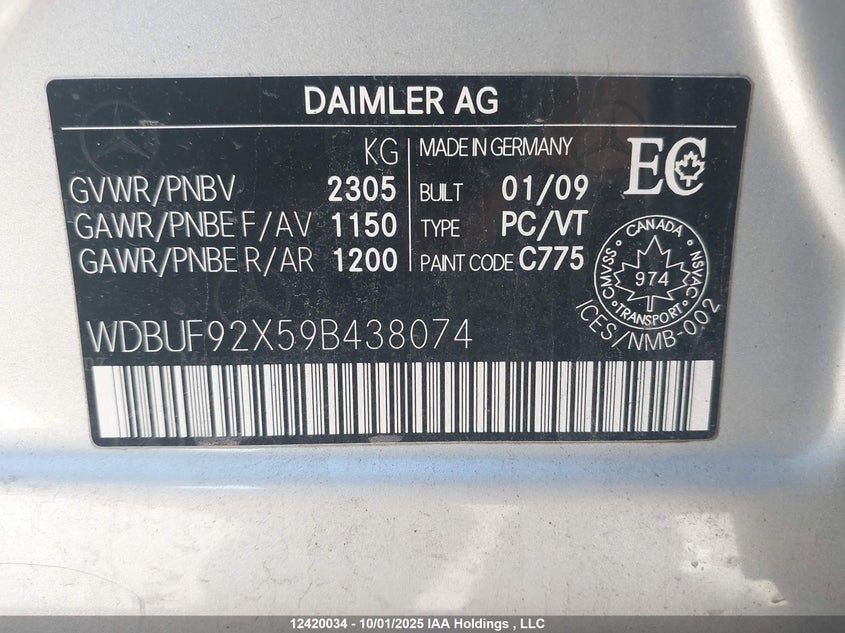 DAIMLER AG
KG
GVWR/PNBV 2305
GAWR/PNBE F/AV 1150
GAWR/PNBE R/AR 1200
MADE IN GERMANY
BUILT 01/09
TYPE PC/VT
PAINT CODE C775
EC
CANADA
CMVSS
974
NSVAC
TRANSPORT
ICES/NMB-002
WDBUF92X59B438074
12420034 - 10/01/2025 IAA Holdings , LLC